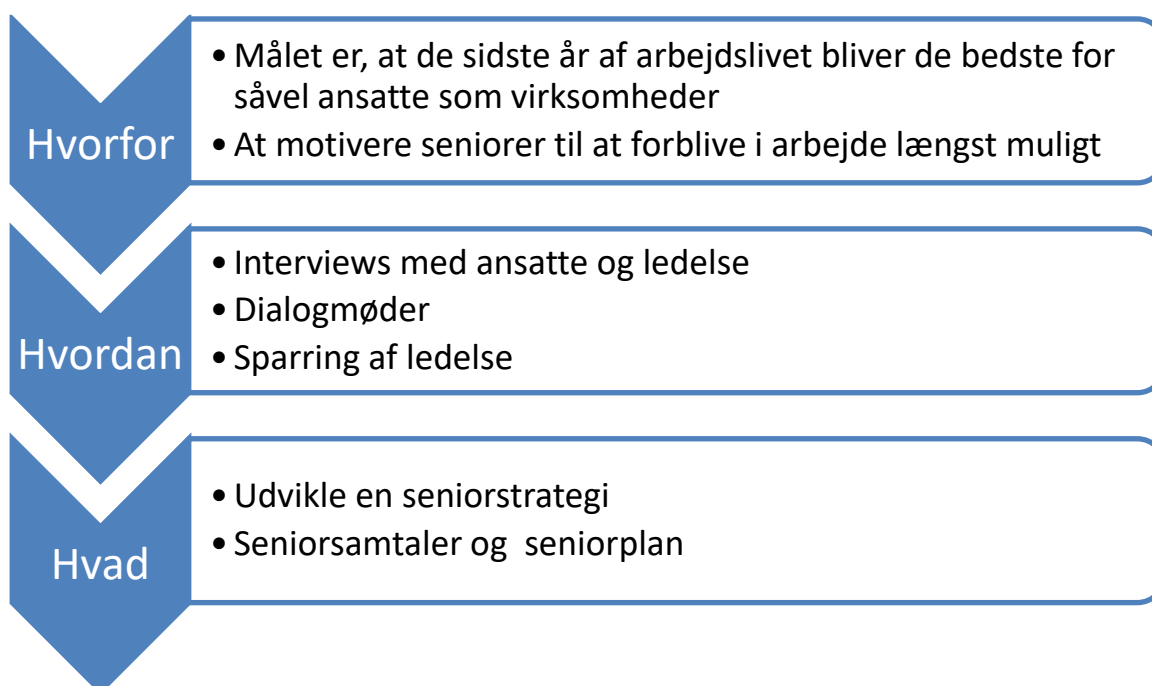 Hvorfor
• Målet er, at de sidste år af arbejdslivet bliver de bedste for
såvel ansatte som virksomheder
• At motivere seniorer til at forblive i arbejde længst muligt
Hvordan
• Interviews med ansatte og ledelse
• Dialogmøder
• Sparring af ledelse
Hvad
• Udvikle en seniorstrategi
• Seniorsamtaler og  seniorplan